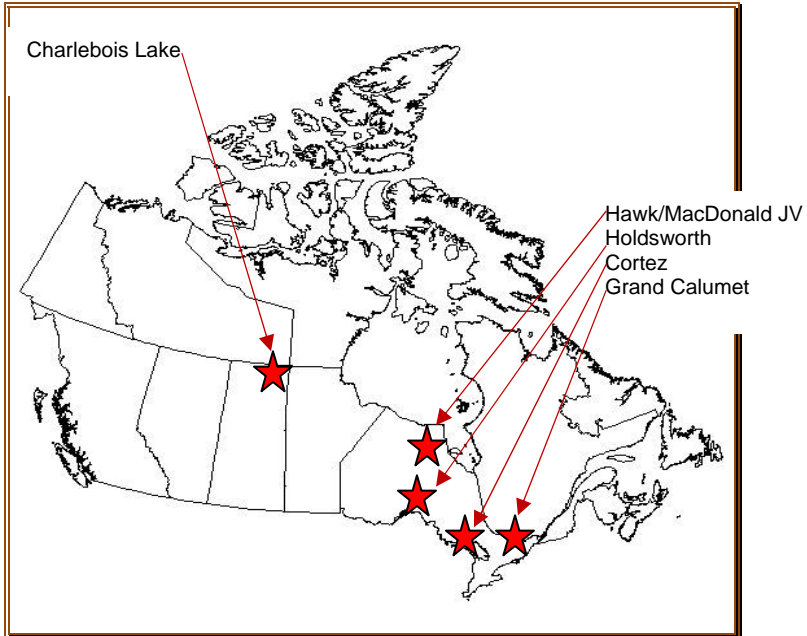 Charlebois Lake
Hawk/MacDonald JV
Holdsworth
Cortez
Grand Calumet